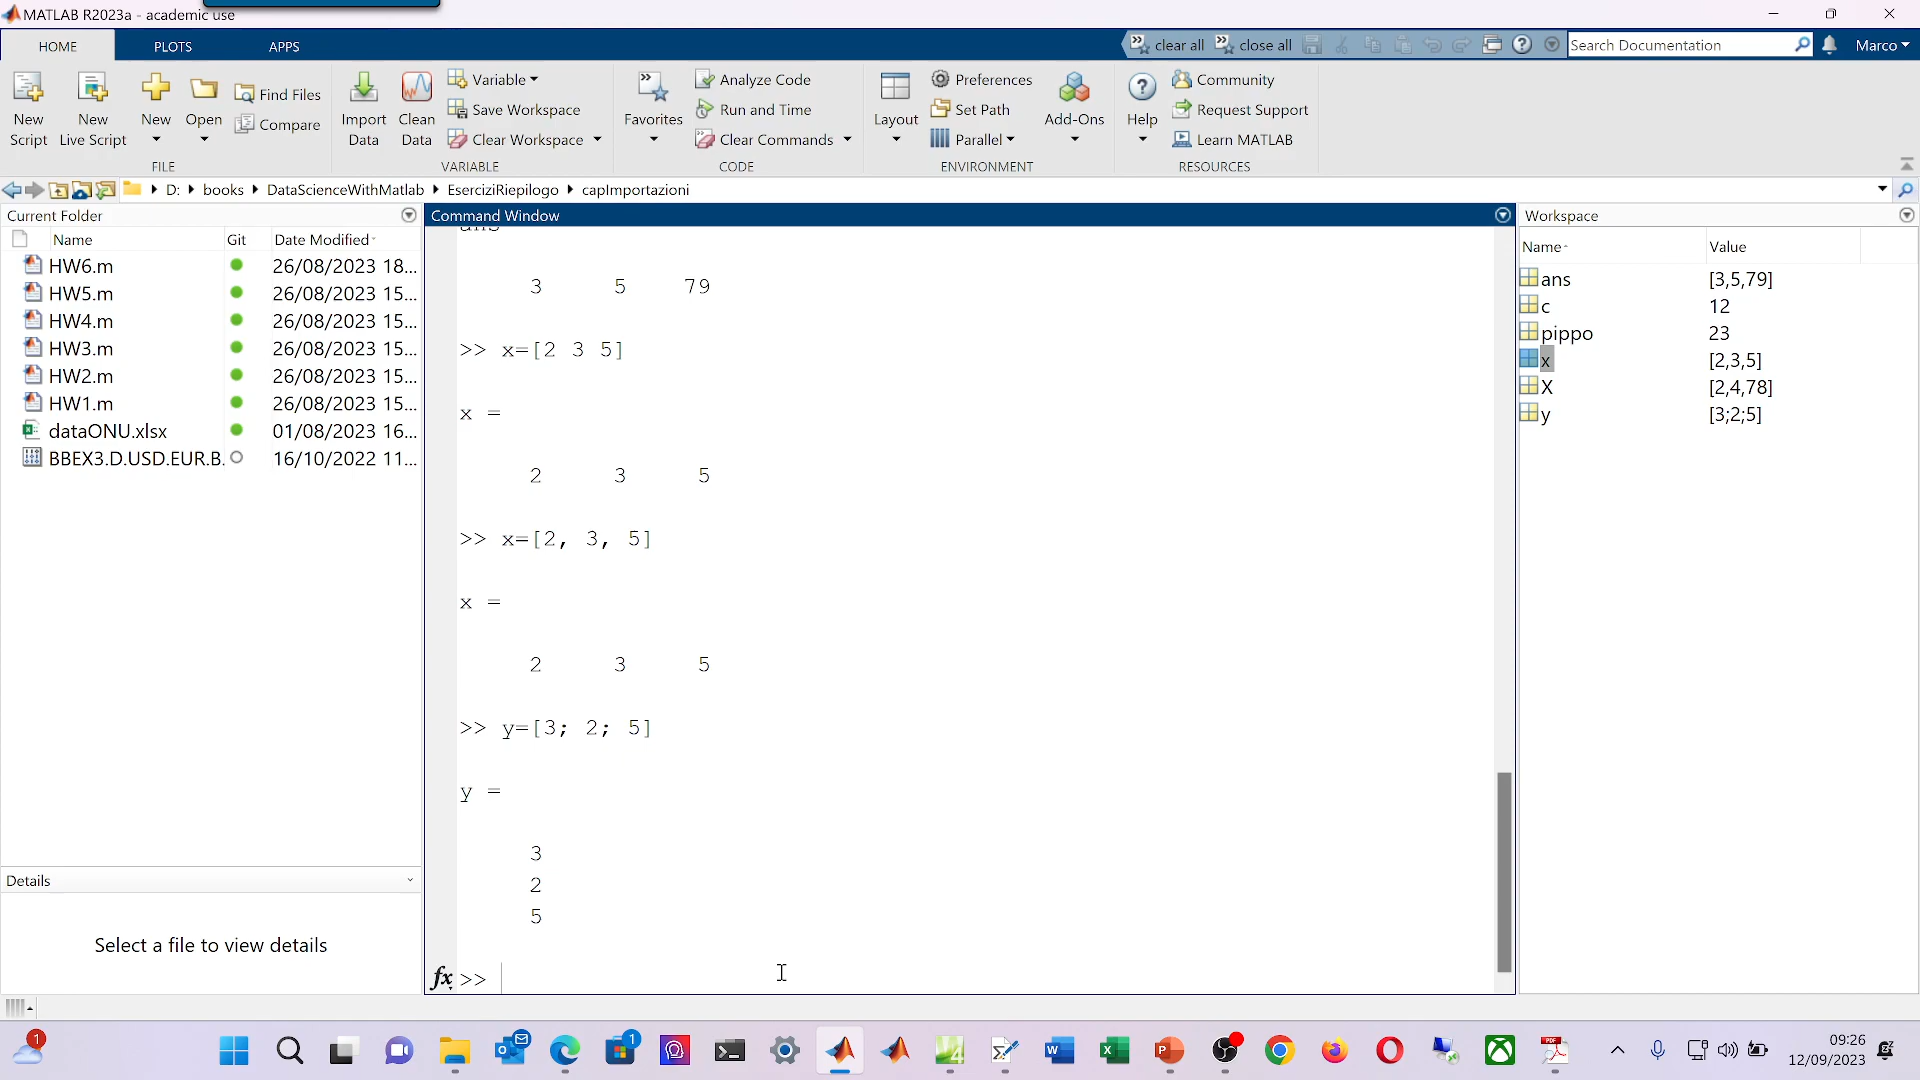 MATLAB R2023a - academic use
HOME PLOTS APPS
clear all close all Search Documentation Marco
New Script New Live Script New Open Find Files Compare
FILE
Import Data Clean Data Variable Save Workspace Clear Workspace
VARIABLE
Favorites Analyze Code Run and Time Clear Commands
CODE
Layout Preferences Set Path Parallel Add-Ons
ENVIRONMENT
Help Community Request Support Learn MATLAB
RESOURCES
D: books DataScienceWithMatlab EserciziRiepilogo capImportazioni
Current Folder
Name Git Date Modified
HW6.m 26/08/2023 18...
HW5.m 26/08/2023 15...
HW4.m 26/08/2023 15...
HW3.m 26/08/2023 15...
HW2.m 26/08/2023 15...
HW1.m 26/08/2023 15...
dataONU.xlsx 01/08/2023 16...
BBEX3.D.USD.EUR.B. 16/10/2022 11...
Details
Select a file to view details
Command Window
3 5 79
>> x=[2 3 5]
x =
2 3 5
>> x=[2, 3, 5]
x =
2 3 5
>> y=[3; 2; 5]
y =
3
2
5
fx >>
Workspace
Name Value
ans [3,5,79]
c 12
pippo 23
x [2,3,5]
X [2,4,78]
y [3;2;5]
1
1
09:26
12/09/2023